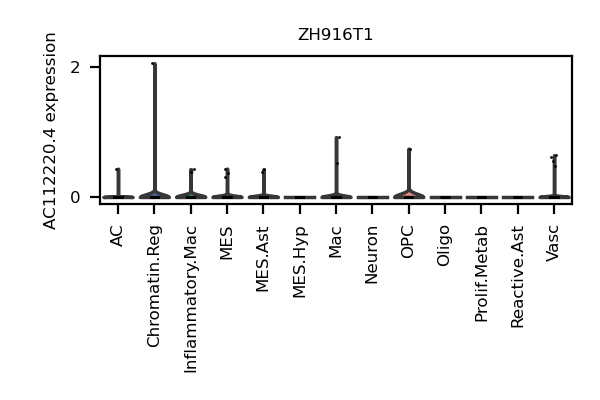 ZH916T1
AC112220.4 expression
2
0
AC
Chromatin.Reg
Inflammatory.Mac
MES
MES.Ast
MES.Hyp
Mac
Neuron
OPC
Oligo
Prolif.Metab
Reactive.Ast
Vasc